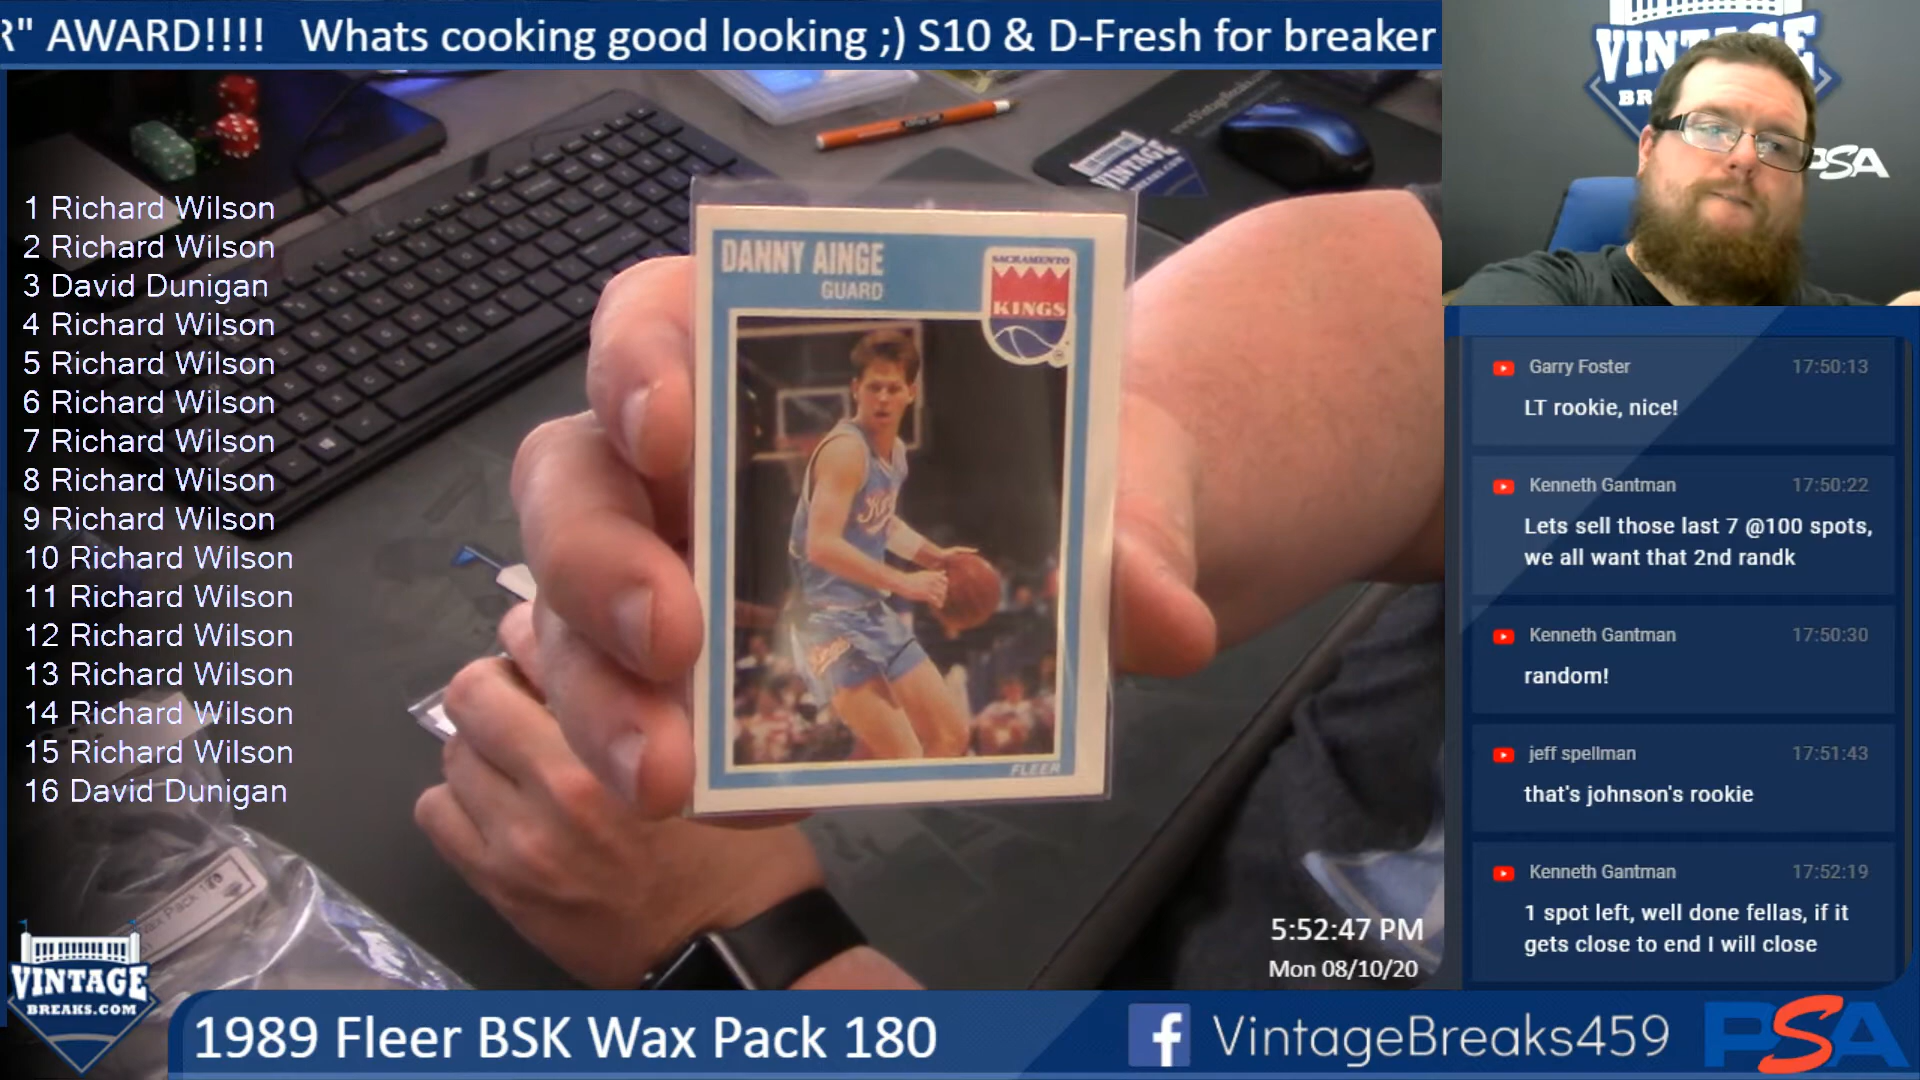 R" AWARD!!!! Whats cooking good looking ;) S10 & D-Fresh for breaker
1 Richard Wilson
2 Richard Wilson
3 David Dunigan
4 Richard Wilson
5 Richard Wilson
6 Richard Wilson
7 Richard Wilson
8 Richard Wilson
9 Richard Wilson
10 Richard Wilson
11 Richard Wilson
12 Richard Wilson
13 Richard Wilson
14 Richard Wilson
15 Richard Wilson
16 David Dunigan
DANNY AINGE
GUARD
SACRAMENTO
KINGS
Kings
FLEER
VINTAGE
VINTAGE
BR
PSA
Garry Foster 17:50:13
LT rookie, nice!
Kenneth Gantman 17:50:22
Lets sell those last 7 @100 spots,
we all want that 2nd randk
Kenneth Gantman 17:50:30
random!
jeff spellman 17:51:43
that's johnson's rookie
Kenneth Gantman 17:52:19
1 spot left, well done fellas, if it
gets close to end I will close
5:52:47 PM
Mon 08/10/20
Wax Pack
VINTAGE
BREAKS.COM
1989 Fleer BSK Wax Pack 180
f VintageBreaks459
PSA